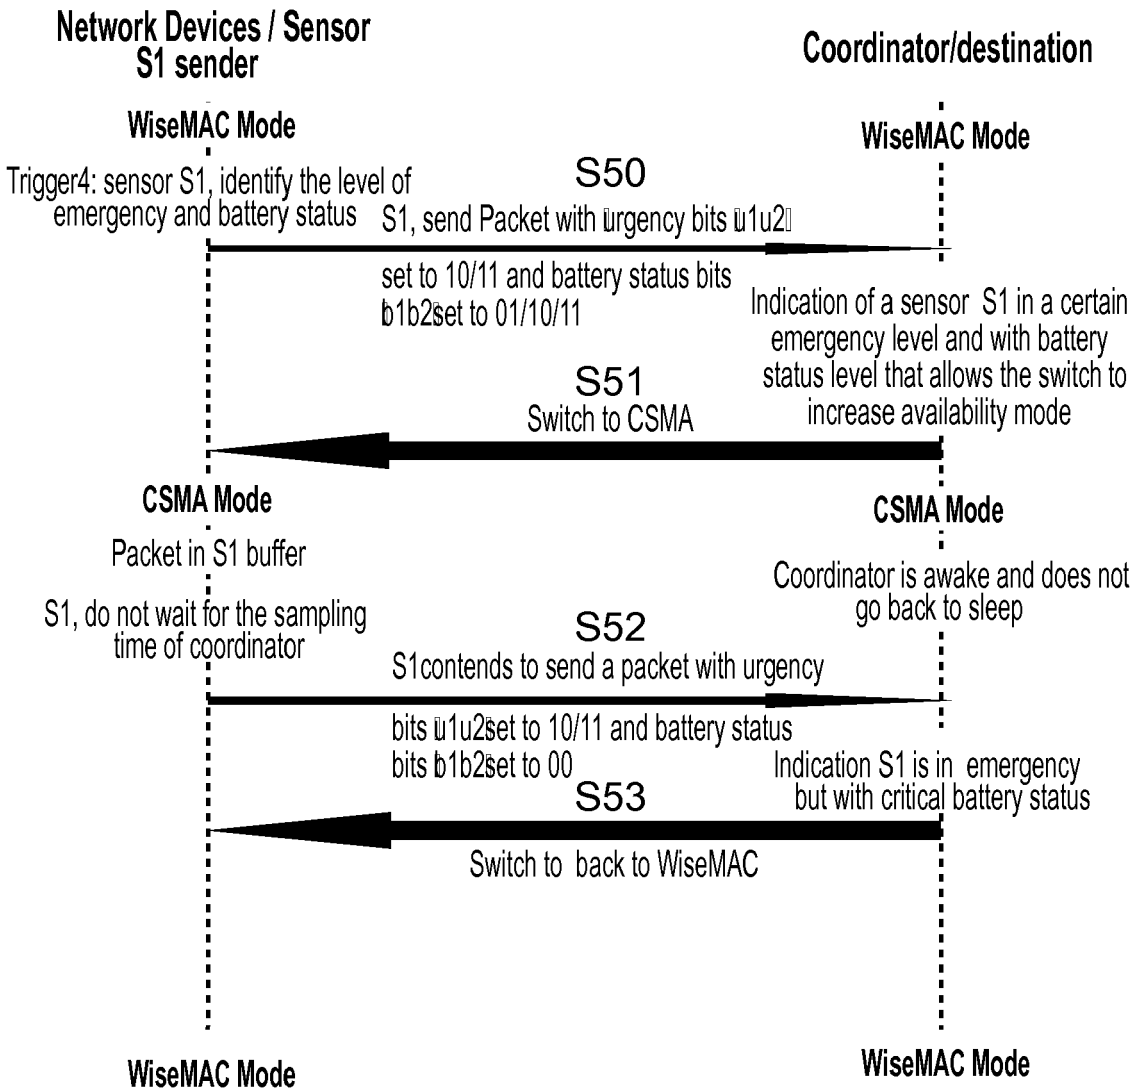 Network Devices / Sensor
S1 sender
Coordinator/destination
WiseMAC Mode
WiseMAC Mode
Trigger4: sensor S1, identify the level of
emergency and battery status
S50
S1, send Packet with urgency bits u1u2
set to 10/11 and battery status bits
b1b2 set to 01/10/11
Indication of a sensor S1 in a certain
emergency level and with battery
status level that allows the switch to
increase availability mode
S51
Switch to CSMA
CSMA Mode
CSMA Mode
Packet in S1 buffer
Coordinator is awake and does not
go back to sleep
S1, do not wait for the sampling
time of coordinator
S52
S1contends to send a packet with urgency
bits u1u2 set to 10/11 and battery status
bits b1b2 set to 00
Indication S1 is in emergency
but with critical battery status
S53
Switch to back to WiseMAC
WiseMAC Mode
WiseMAC Mode